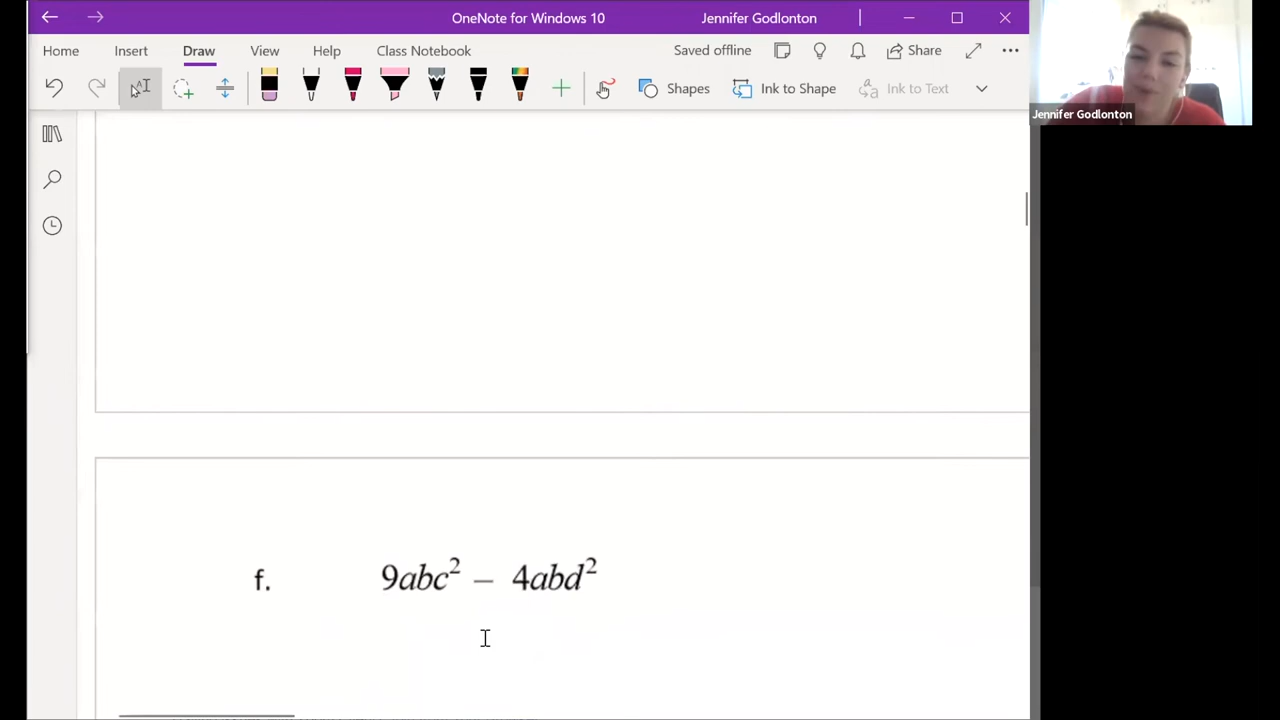 OneNote for Windows 10
Jennifer Godlonton
Home Insert Draw View Help Class Notebook
Saved offline
Share
Shapes
Ink to Shape
Ink to Text
Jennifer Godlonton
f. 9abc² – 4abd²